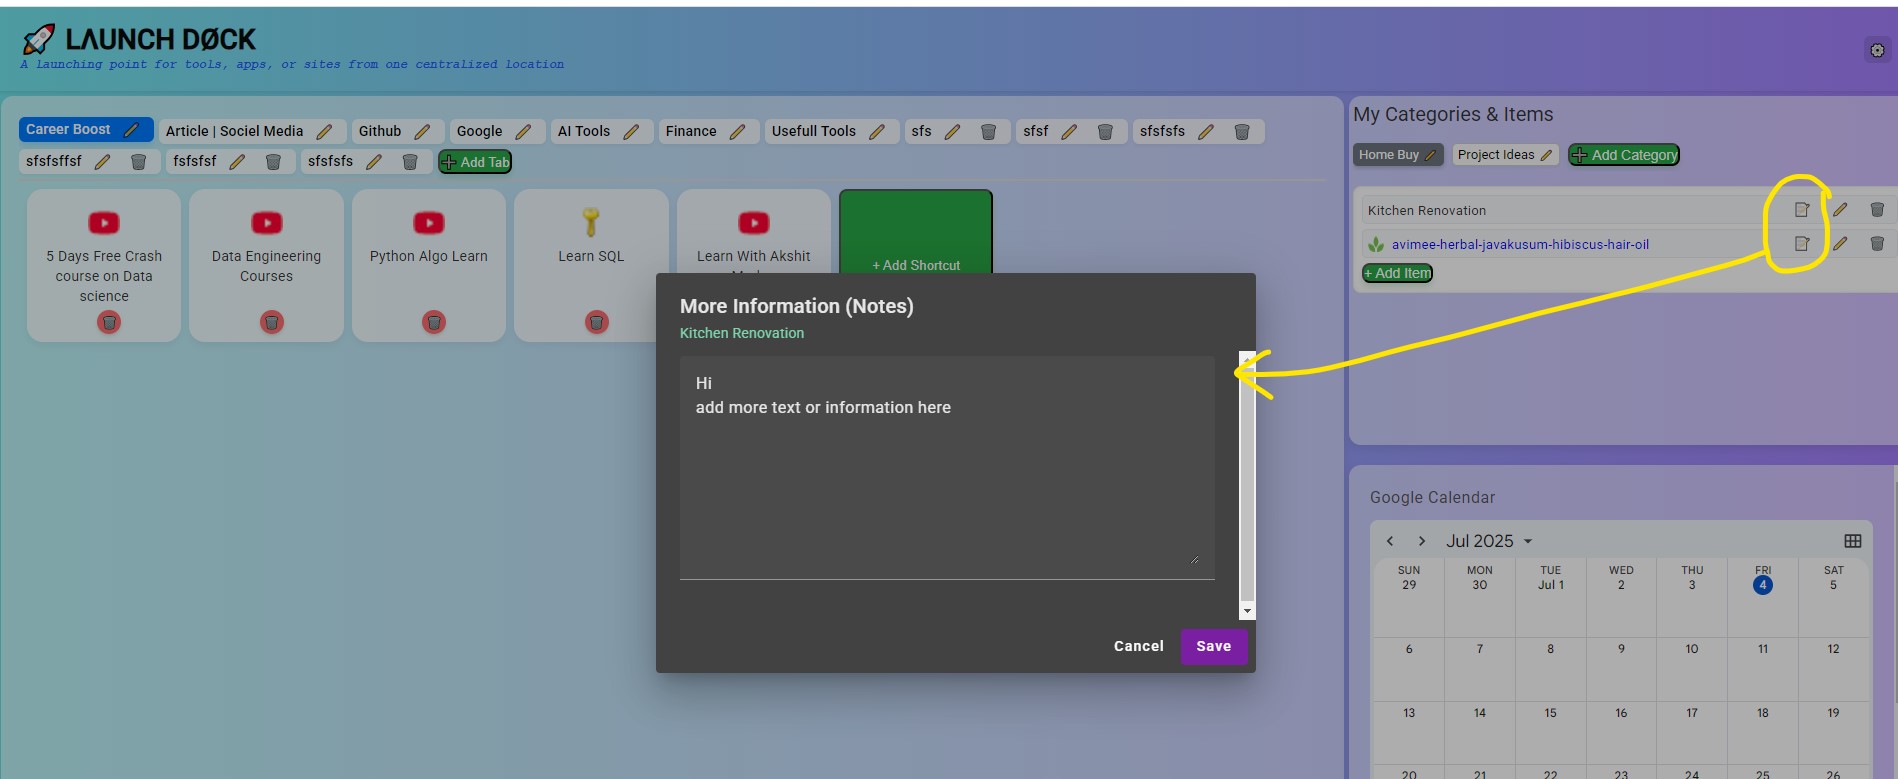 LΛUNCH DØCK
A launching point for tools, apps, or sites from one centralized location
Career Boost
Article | Sociel Media
Github
Google
AI Tools
Finance
Usefull Tools
sfs
sfsf
sfsfsfs
sfsfsffsf
fsfsfsf
sfsfsfs
Add Tab
5 Days Free Crash
course on Data
science
Data Engineering
Courses
Python Algo Learn
Learn SQL
Learn With Akshit
+ Add Shortcut
My Categories & Items
Home Buy
Project Ideas
Add Category
Kitchen Renovation
avimee-herbal-javakusum-hibiscus-hair-oil
+ Add Item
More Information (Notes)
Kitchen Renovation
Hi
add more text or information here
Cancel
Save
Google Calendar
Jul 2025
SUN MON TUE WED THU FRI SAT
29 30 Jul 1 2 3 4 5
6 7 8 9 10 11 12
13 14 15 16 17 18 19
20 21 22 23 24 25 26